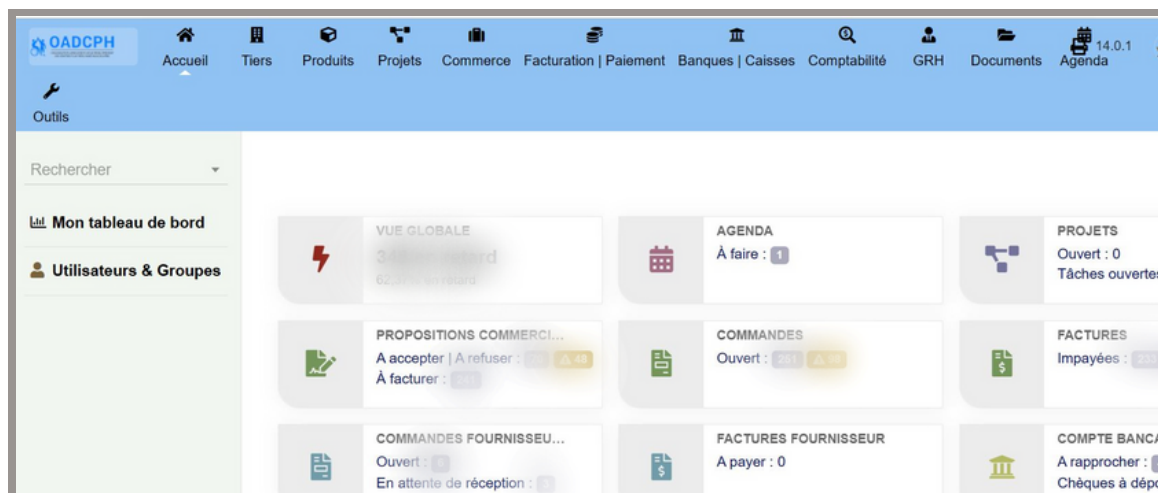 OADCPH
Accueil
Tiers
Produits
Projets
Commerce
Facturation | Paiement
Banques | Caisses
Comptabilité
GRH
Documents
Agenda
14.0.1
Outils
Rechercher
Mon tableau de bord
Utilisateurs & Groupes
VUE GLOBALE
AGENDA
À faire : 1
PROJETS
Ouvert : 0
Tâches ouvertes
PROPOSITIONS COMMERCI...
A accepter | A refuser : 48
À facturer :
COMMANDES
Ouvert : 261
FACTURES
Impayées :
COMMANDES FOURNISSEU...
Ouvert :
En attente de réception :
FACTURES FOURNISSEUR
A payer : 0
COMPTE BANCA
A rapprocher :
Chèques à dépo